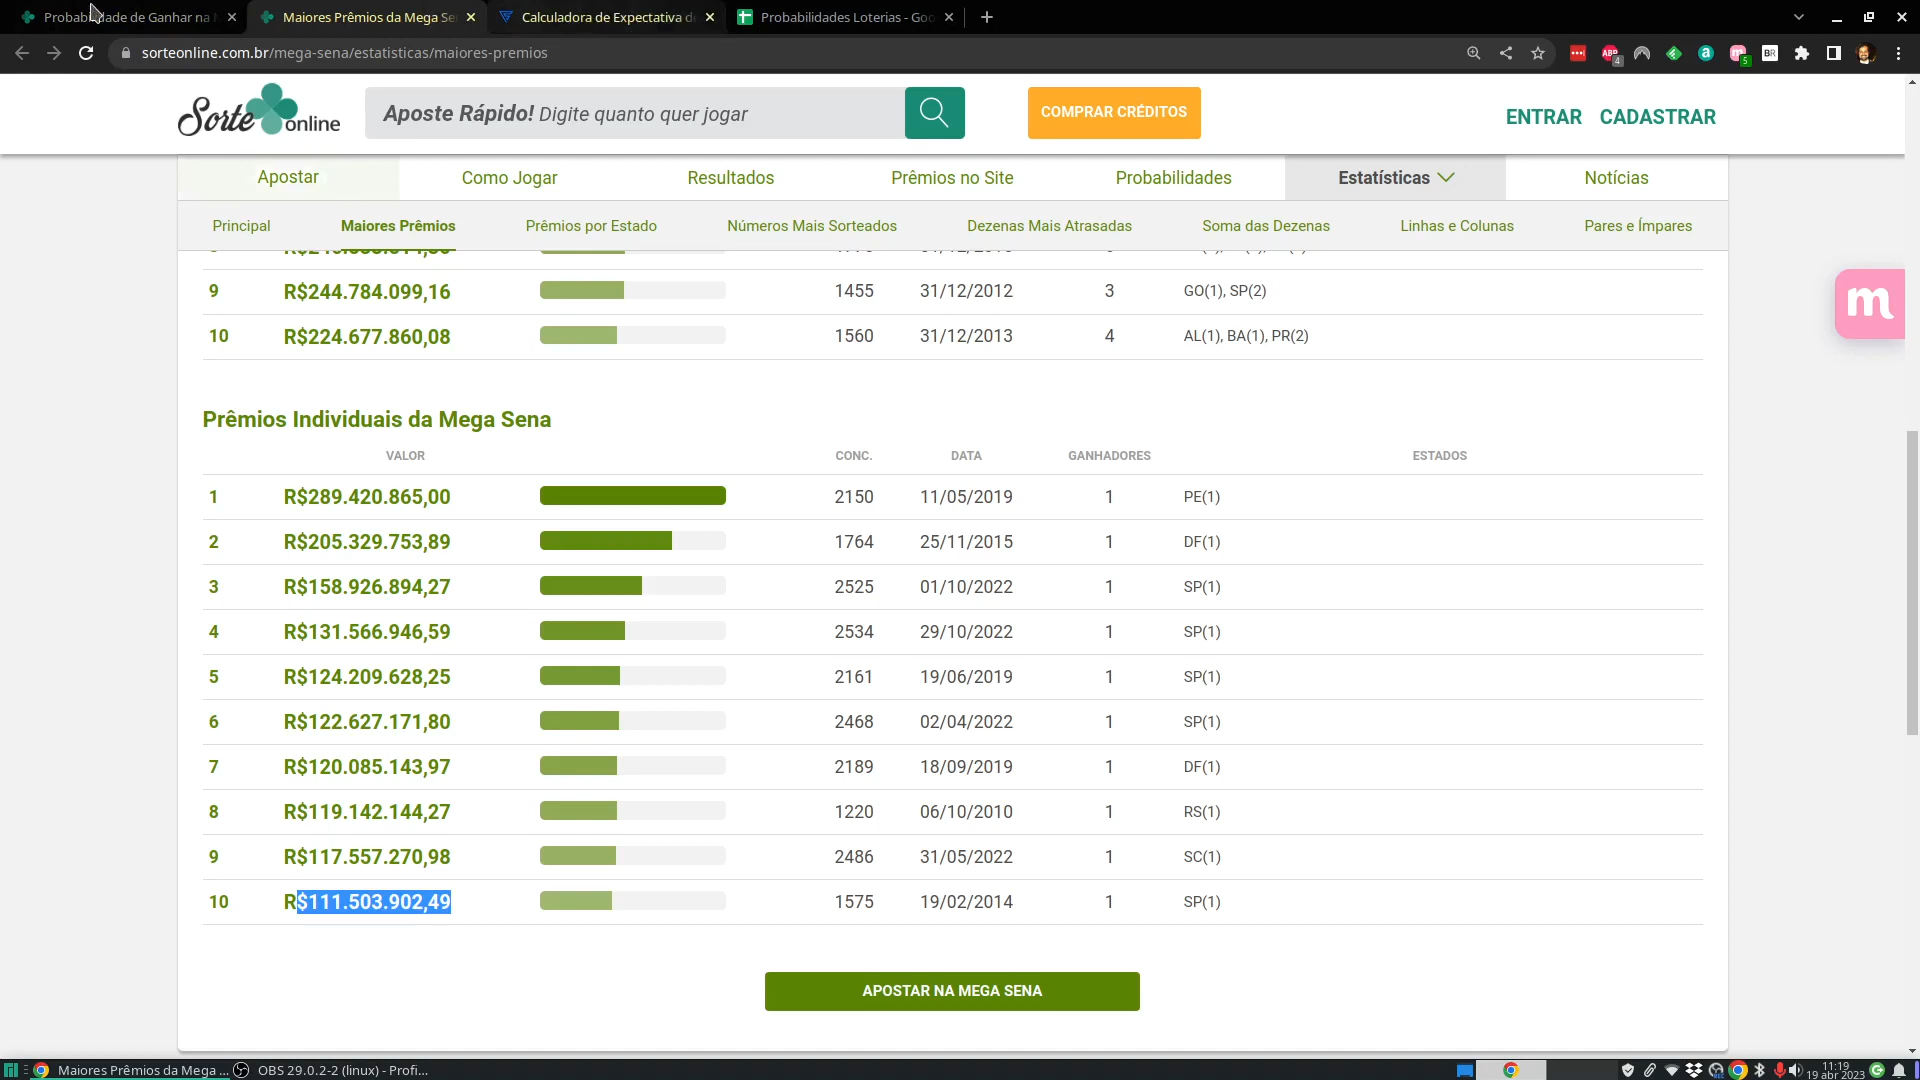 Probabilidade de Ganhar na M
Maiores Prêmios da Mega Se
Calculadora de Expectativa de
Probabilidades Loterias - Goo
sorteonline.com.br/mega-sena/estatisticas/maiores-premios
Sorte online
Aposte Rápido! Digite quanto quer jogar
COMPRAR CRÉDITOS
ENTRAR CADASTRAR
Apostar Como Jogar Resultados Prêmios no Site Probabilidades Estatísticas Notícias
Principal Maiores Prêmios Prêmios por Estado Números Mais Sorteados Dezenas Mais Atrasadas Soma das Dezenas Linhas e Colunas Pares e Ímpares
9 R$244.784.099,16 1455 31/12/2012 3 GO(1), SP(2)
10 R$224.677.860,08 1560 31/12/2013 4 AL(1), BA(1), PR(2)
m
Prêmios Individuais da Mega Sena
VALOR CONC. DATA GANHADORES ESTADOS
1 R$289.420.865,00 2150 11/05/2019 1 PE(1)
2 R$205.329.753,89 1764 25/11/2015 1 DF(1)
3 R$158.926.894,27 2525 01/10/2022 1 SP(1)
4 R$131.566.946,59 2534 29/10/2022 1 SP(1)
5 R$124.209.628,25 2161 19/06/2019 1 SP(1)
6 R$122.627.171,80 2468 02/04/2022 1 SP(1)
7 R$120.085.143,97 2189 18/09/2019 1 DF(1)
8 R$119.142.144,27 1220 06/10/2010 1 RS(1)
9 R$117.557.270,98 2486 31/05/2022 1 SC(1)
10 R$111.503.902,49 1575 19/02/2014 1 SP(1)
APOSTAR NA MEGA SENA
Maiores Prêmios da Mega ...
OBS 29.0.2-2 (linux) - Profi...
11:19
19 abr 2023